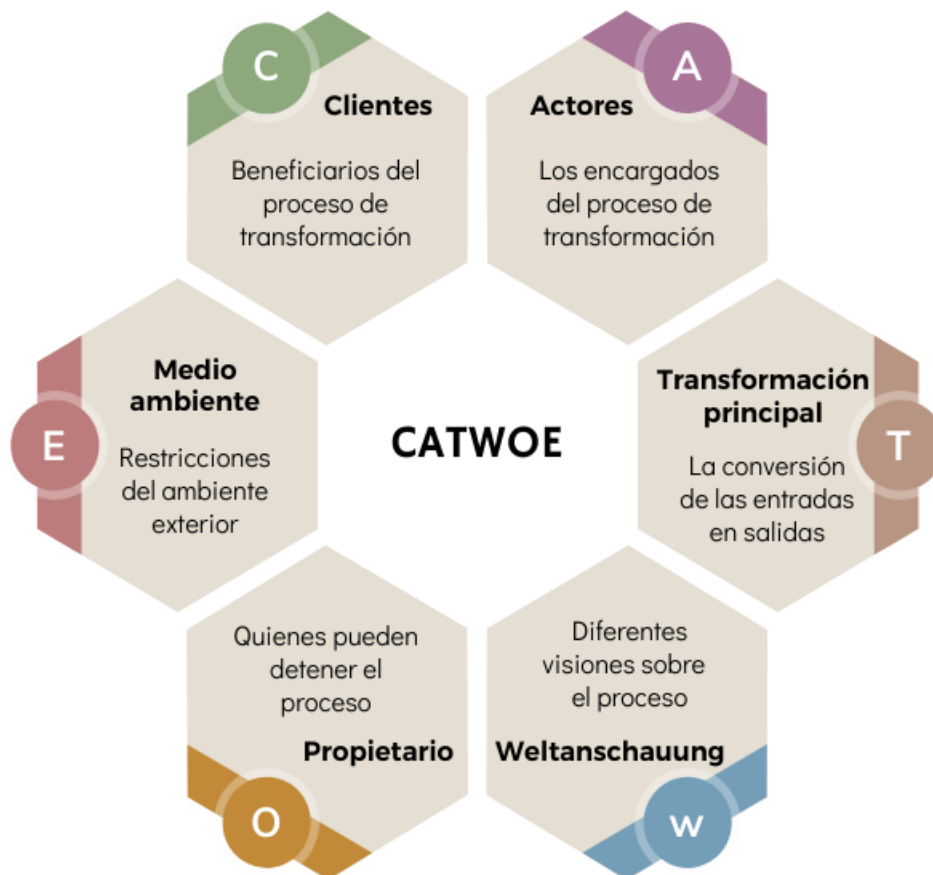 C
Clientes
Beneficiarios del
proceso de
transformación
A
Actores
Los encargados
del proceso de
transformación
E
Medio
ambiente
Restricciones
del ambiente
exterior
CATWOE
T
Transformación
principal
La conversión
de las entradas
en salidas
Quienes pueden
detener el
proceso
Propietario
O
Diferentes
visiones sobre
el proceso
Weltanschauung
w